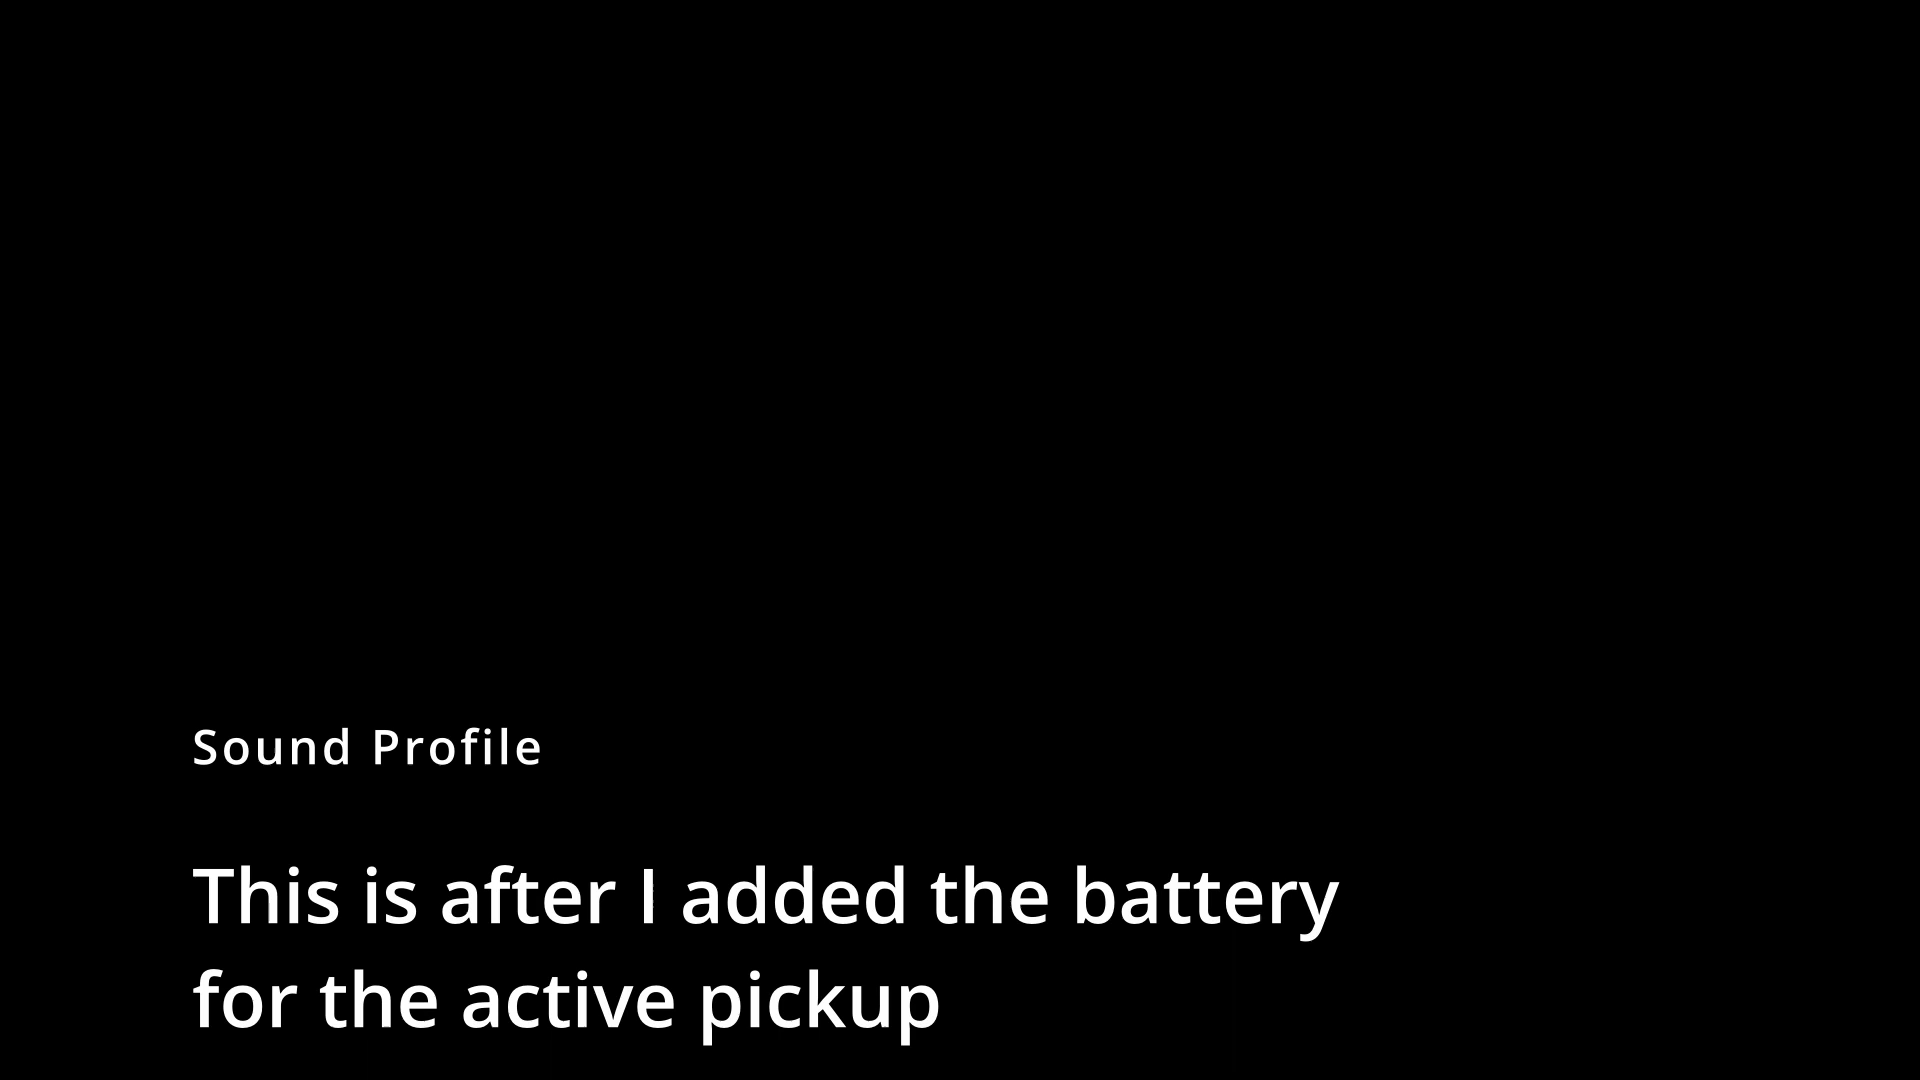 Sound Profile
This is after I added the battery
for the active pickup